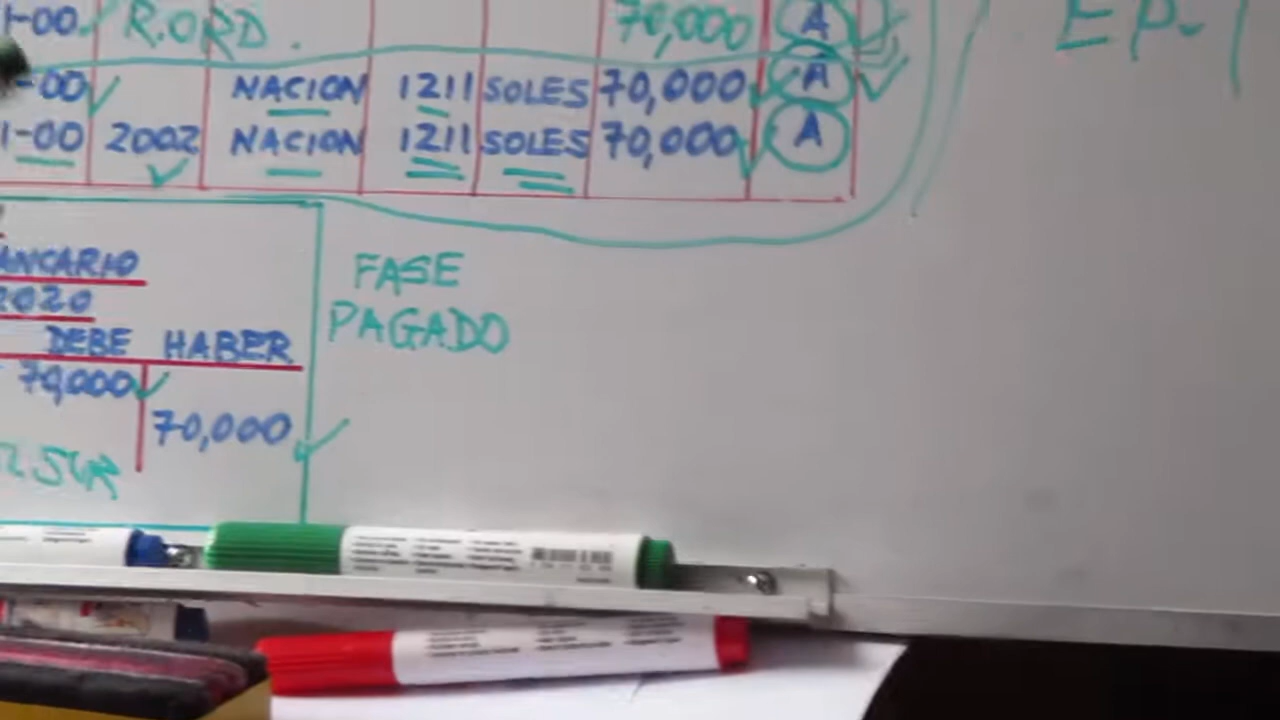 1-00 R.ORD. 70,000 A
-00 NACION 1211 SOLES 70,000 A
1-00 2002 NACION 1211 SOLES 70,000 A
ANCARIO
2020
DEBE HABER
70,000
70,000
FASE
PAGADO